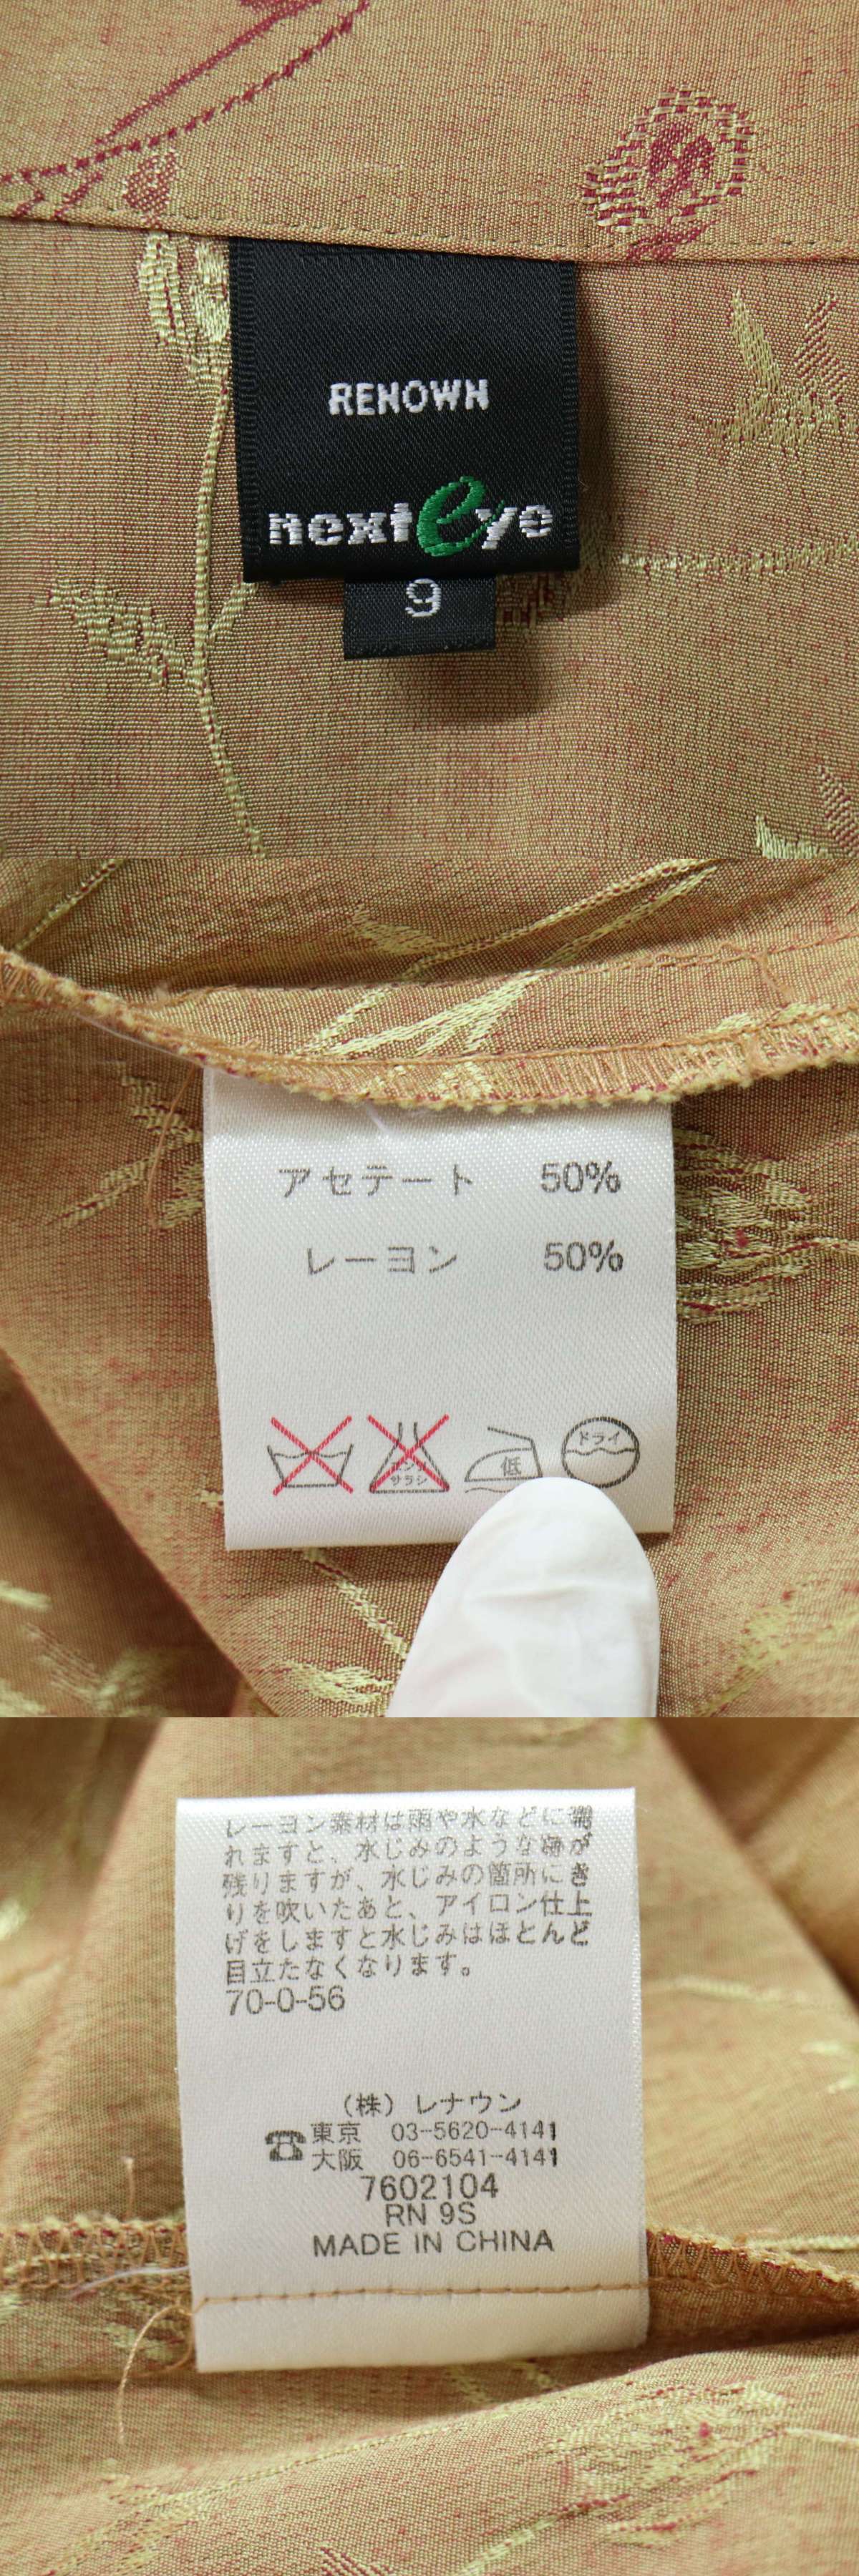 RENOWN
nexteye
9
アセテート 50%
レーヨン 50%
エンソ
サラシ
低
ドライ
レーヨン素材は雨や水などに濡
れますと、水じみのような跡が
残りますが、水じみの箇所にき
りを吹いたあと、アイロン仕上
げをしますと水じみはほとんど
目立たなくなります。
70-0-56
(株)レナウン
☎東京 03-5620-4141
大阪 06-6541-4141
7602104
RN 9S
MADE IN CHINA